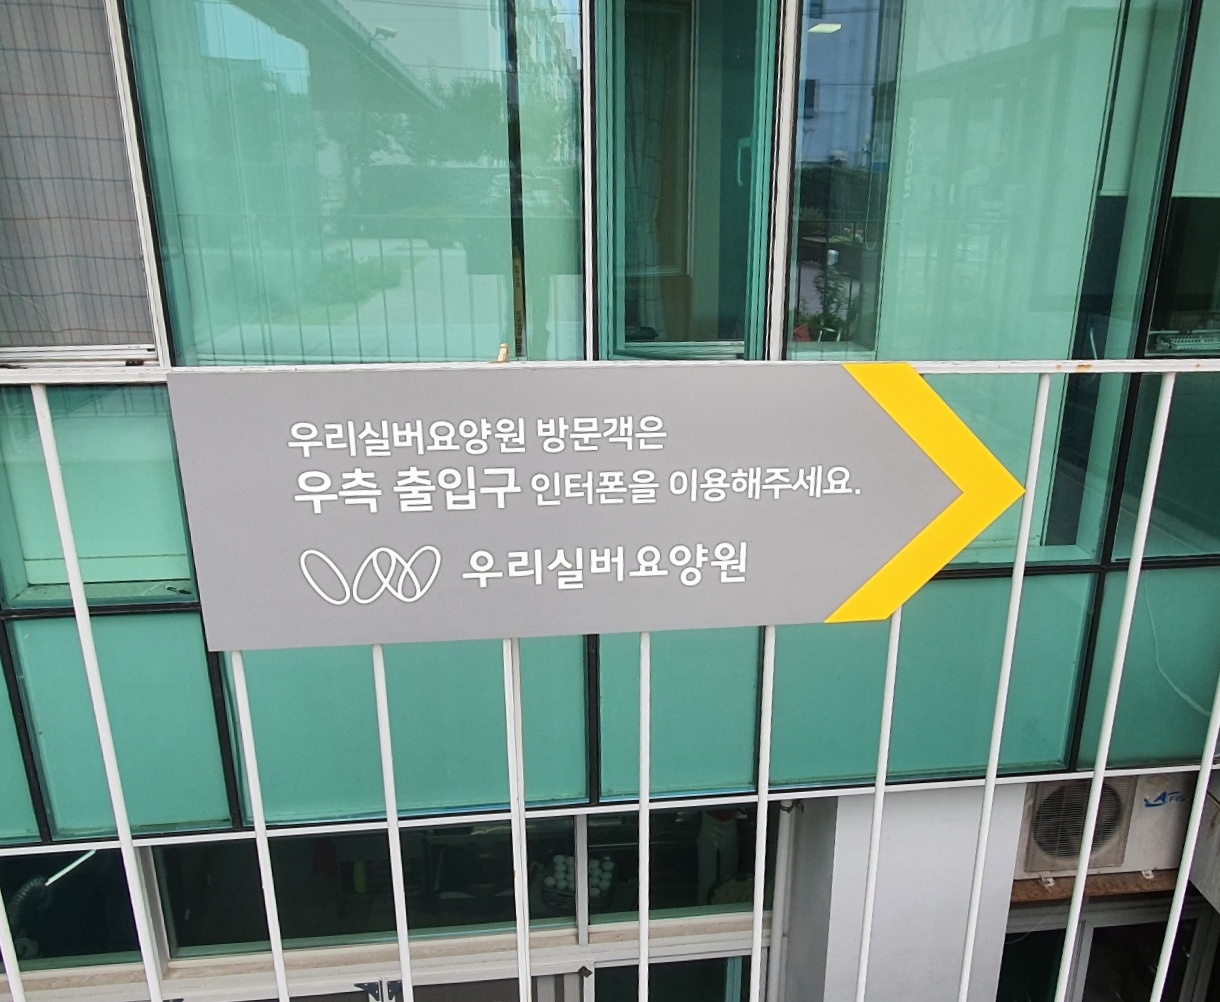 우리실버요양원 방문객은
우측 출입구 인터폰을 이용해주세요.
우리실버요양원